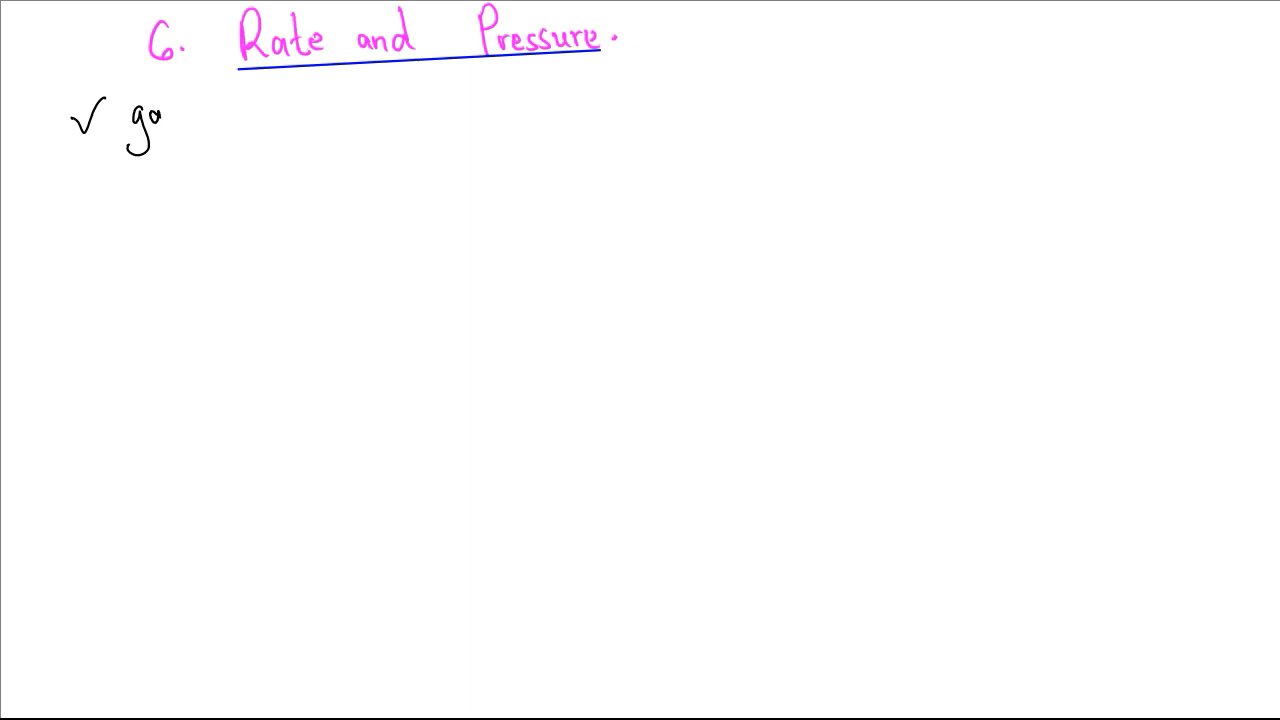 6. Rate and Pressure.
✓ ga